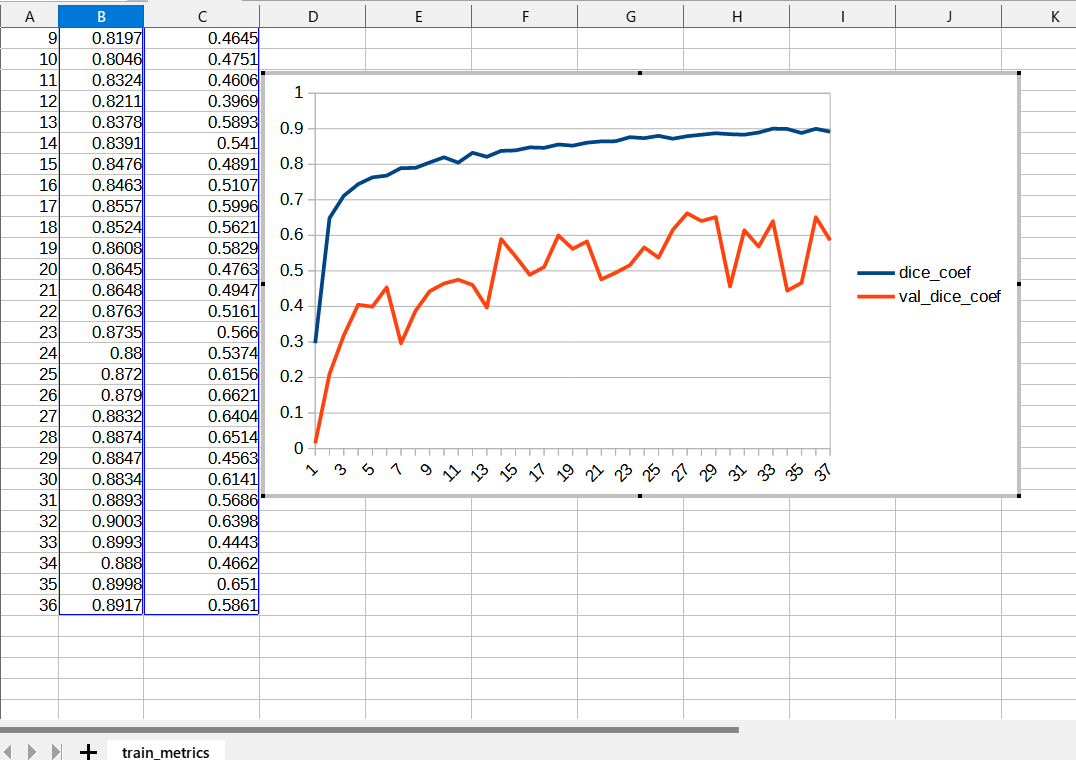 A B C D E F G H I J K
9 0.8197 0.4645
10 0.8046 0.4751
11 0.8324 0.4606
12 0.8211 0.3969
13 0.8378 0.5893
14 0.8391 0.541
15 0.8476 0.4891
16 0.8463 0.5107
17 0.8557 0.5996
18 0.8524 0.5621
19 0.8608 0.5829
20 0.8645 0.4763
21 0.8648 0.4947
22 0.8763 0.5161
23 0.8735 0.566
24 0.88 0.5374
25 0.872 0.6156
26 0.879 0.6621
27 0.8832 0.6404
28 0.8874 0.6514
29 0.8847 0.4563
30 0.8834 0.6141
31 0.8893 0.5686
32 0.9003 0.6398
33 0.8993 0.4443
34 0.888 0.4662
35 0.8998 0.651
36 0.8917 0.5861
1
0.9
0.8
0.7
0.6
0.5
0.4
0.3
0.2
0.1
0
1 3 5 7 9 11 13 15 17 19 21 23 25 27 29 31 33 35 37
dice_coef
val_dice_coef
train_metrics